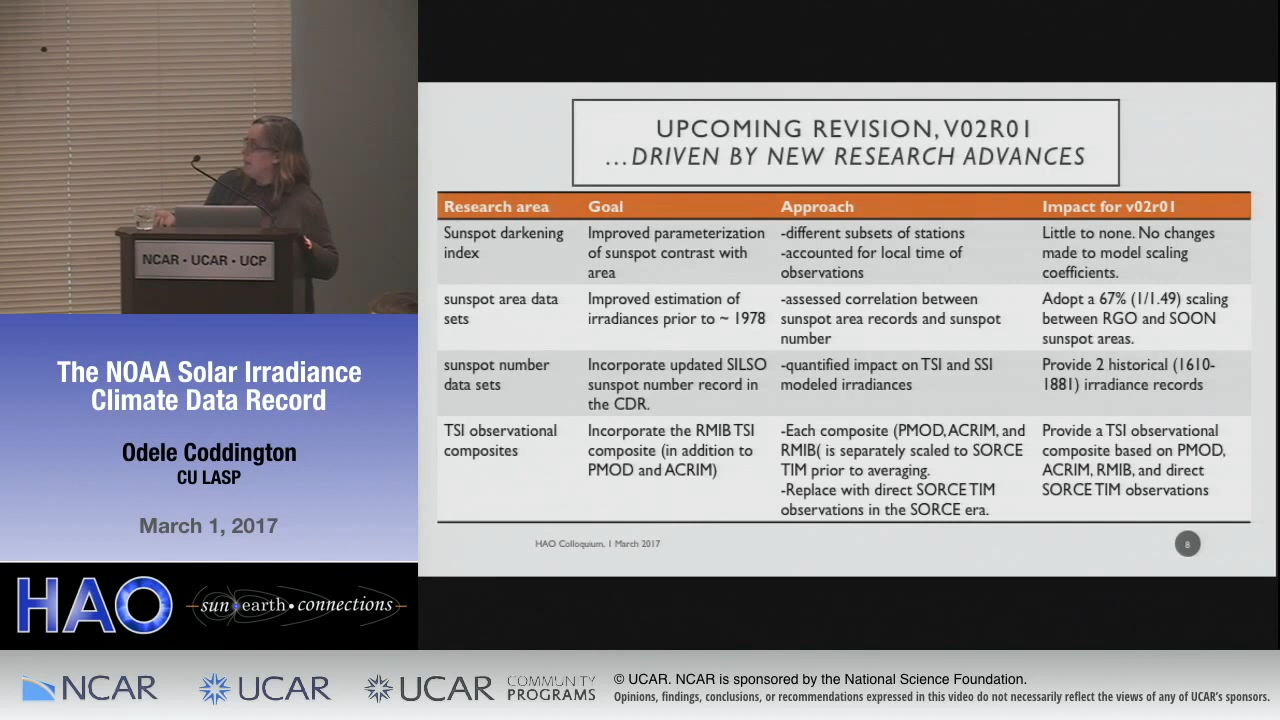 NCAR • UCAR • UCP
The NOAA Solar Irradiance
Climate Data Record
Odele Coddington
CU LASP
March 1, 2017
HAO
sun•earth•connections
UPCOMING REVISION, V02R01
...DRIVEN BY NEW RESEARCH ADVANCES
Research area Goal Approach Impact for v02r01
Sunspot darkening
index
Improved parameterization
of sunspot contrast with
area
-different subsets of stations
-accounted for local time of
observations
Little to none. No changes
made to model scaling
coefficients.
sunspot area data
sets
Improved estimation of
irradiances prior to ~ 1978
-assessed correlation between
sunspot area records and sunspot
number
Adopt a 67% (1/1.49) scaling
between RGO and SOON
sunspot areas.
sunspot number
data sets
Incorporate updated SILSO
sunspot number record in
the CDR.
-quantified impact on TSI and SSI
modeled irradiances
Provide 2 historical (1610-
1881) irradiance records
TSI observational
composites
Incorporate the RMIB TSI
composite (in addition to
PMOD and ACRIM)
-Each composite (PMOD, ACRIM, and
RMIB( is separately scaled to SORCE
TIM prior to averaging.
-Replace with direct SORCE TIM
observations in the SORCE era.
Provide a TSI observational
composite based on PMOD,
ACRIM, RMIB, and direct
SORCE TIM observations
HAO Colloquium, 1 March 2017
8
NCAR
UCAR
UCAR COMMUNITY
PROGRAMS
© UCAR. NCAR is sponsored by the National Science Foundation.
Opinions, findings, conclusions, or recommendations expressed in this video do not necessarily reflect the views of any of UCAR's sponsors.